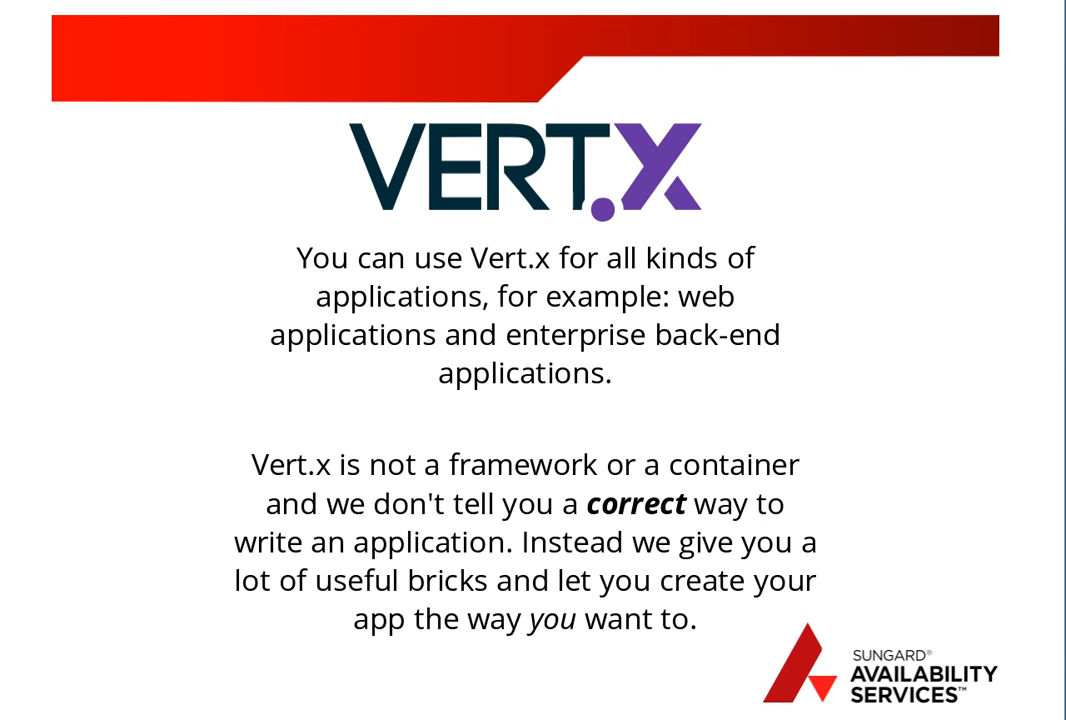 VERT.X
You can use Vert.x for all kinds of
applications, for example: web
applications and enterprise back-end
applications.
Vert.x is not a framework or a container
and we don't tell you a correct way to
write an application. Instead we give you a
lot of useful bricks and let you create your
app the way you want to.
SUNGARD®
AVAILABILITY
SERVICES™